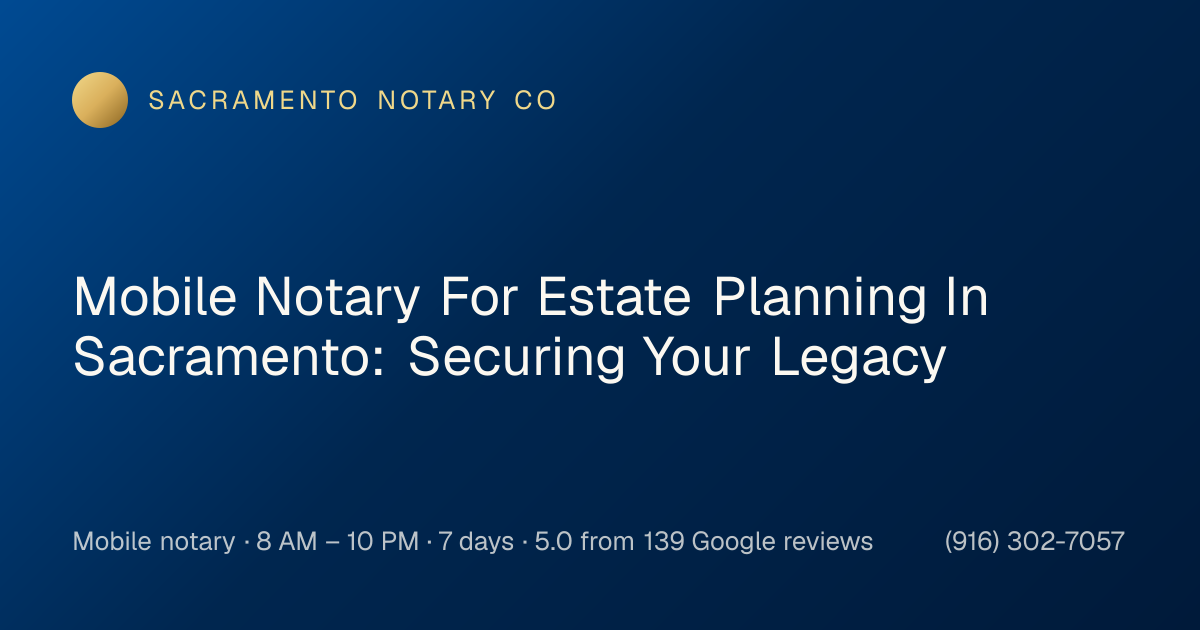 SACRAMENTO NOTARY CO
Mobile Notary For Estate Planning In
Sacramento: Securing Your Legacy
Mobile notary · 8 AM – 10 PM · 7 days · 5.0 from 139 Google reviews
(916) 302-7057